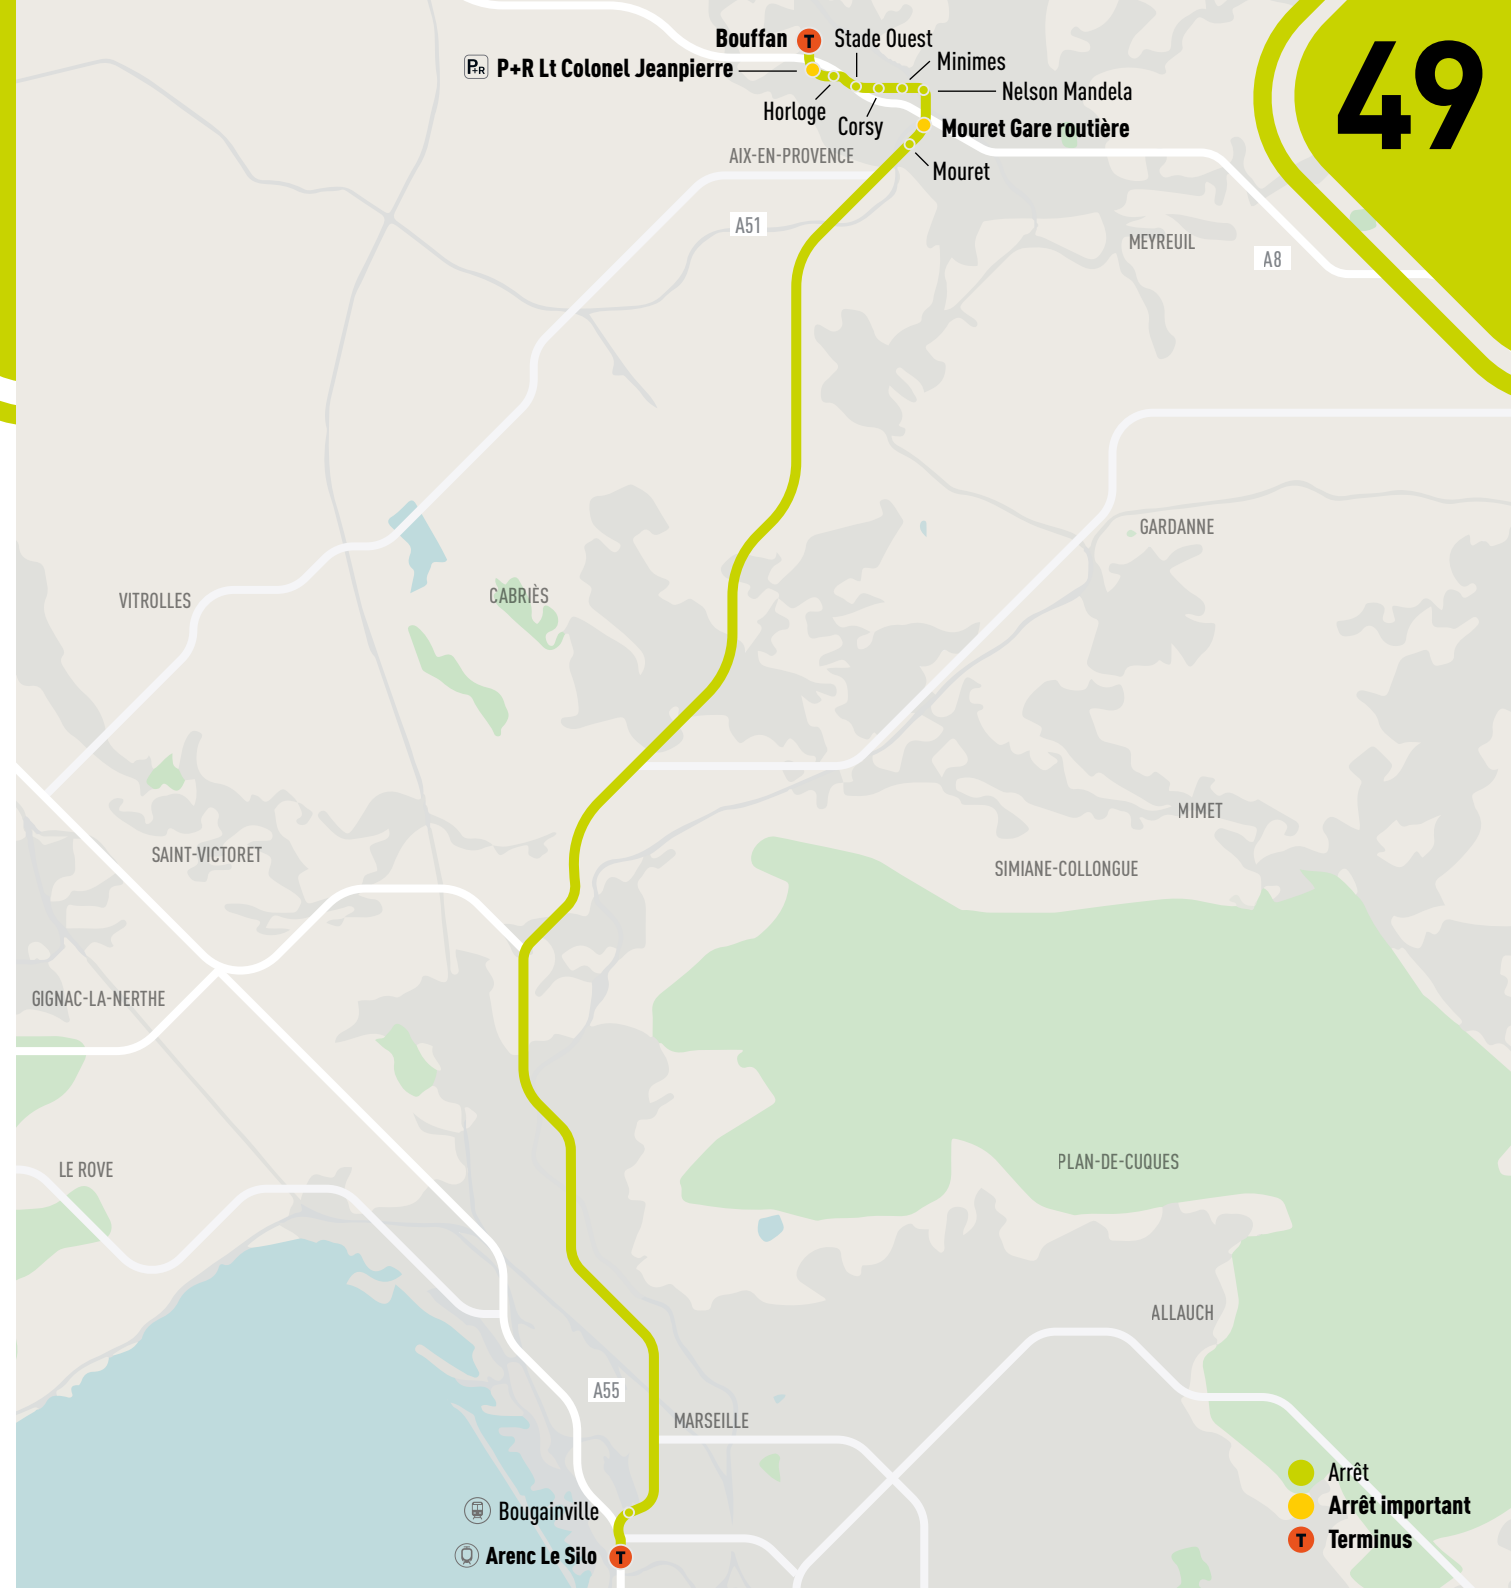 49
Bouffan
T
Stade Ouest
P+R
P+R Lt Colonel Jeanpierre
Minimes
Nelson Mandela
Horloge
Corsy
Mouret Gare routière
AIX-EN-PROVENCE
Mouret
A51
MEYREUIL
A8
GARDANNE
CABRIÈS
VITROLLES
MIMET
SAINT-VICTORET
SIMIANE-COLLONGUE
GIGNAC-LA-NERTHE
PLAN-DE-CUQUES
LE ROVE
ALLAUCH
A55
MARSEILLE
Bougainville
Arenc Le Silo
T
Arrêt
Arrêt important
T
Terminus